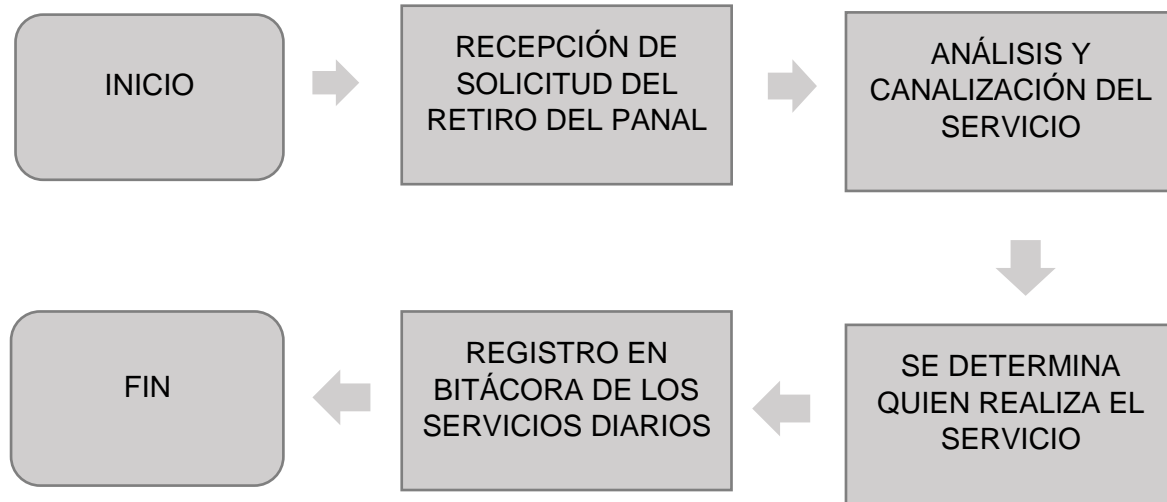 INICIO
RECEPCIÓN DE
SOLICITUD DEL
RETIRO DEL PANAL
ANÁLISIS Y
CANALIZACIÓN DEL
SERVICIO
SE DETERMINA
QUIEN REALIZA EL
SERVICIO
REGISTRO EN
BITÁCORA DE LOS
SERVICIOS DIARIOS
FIN